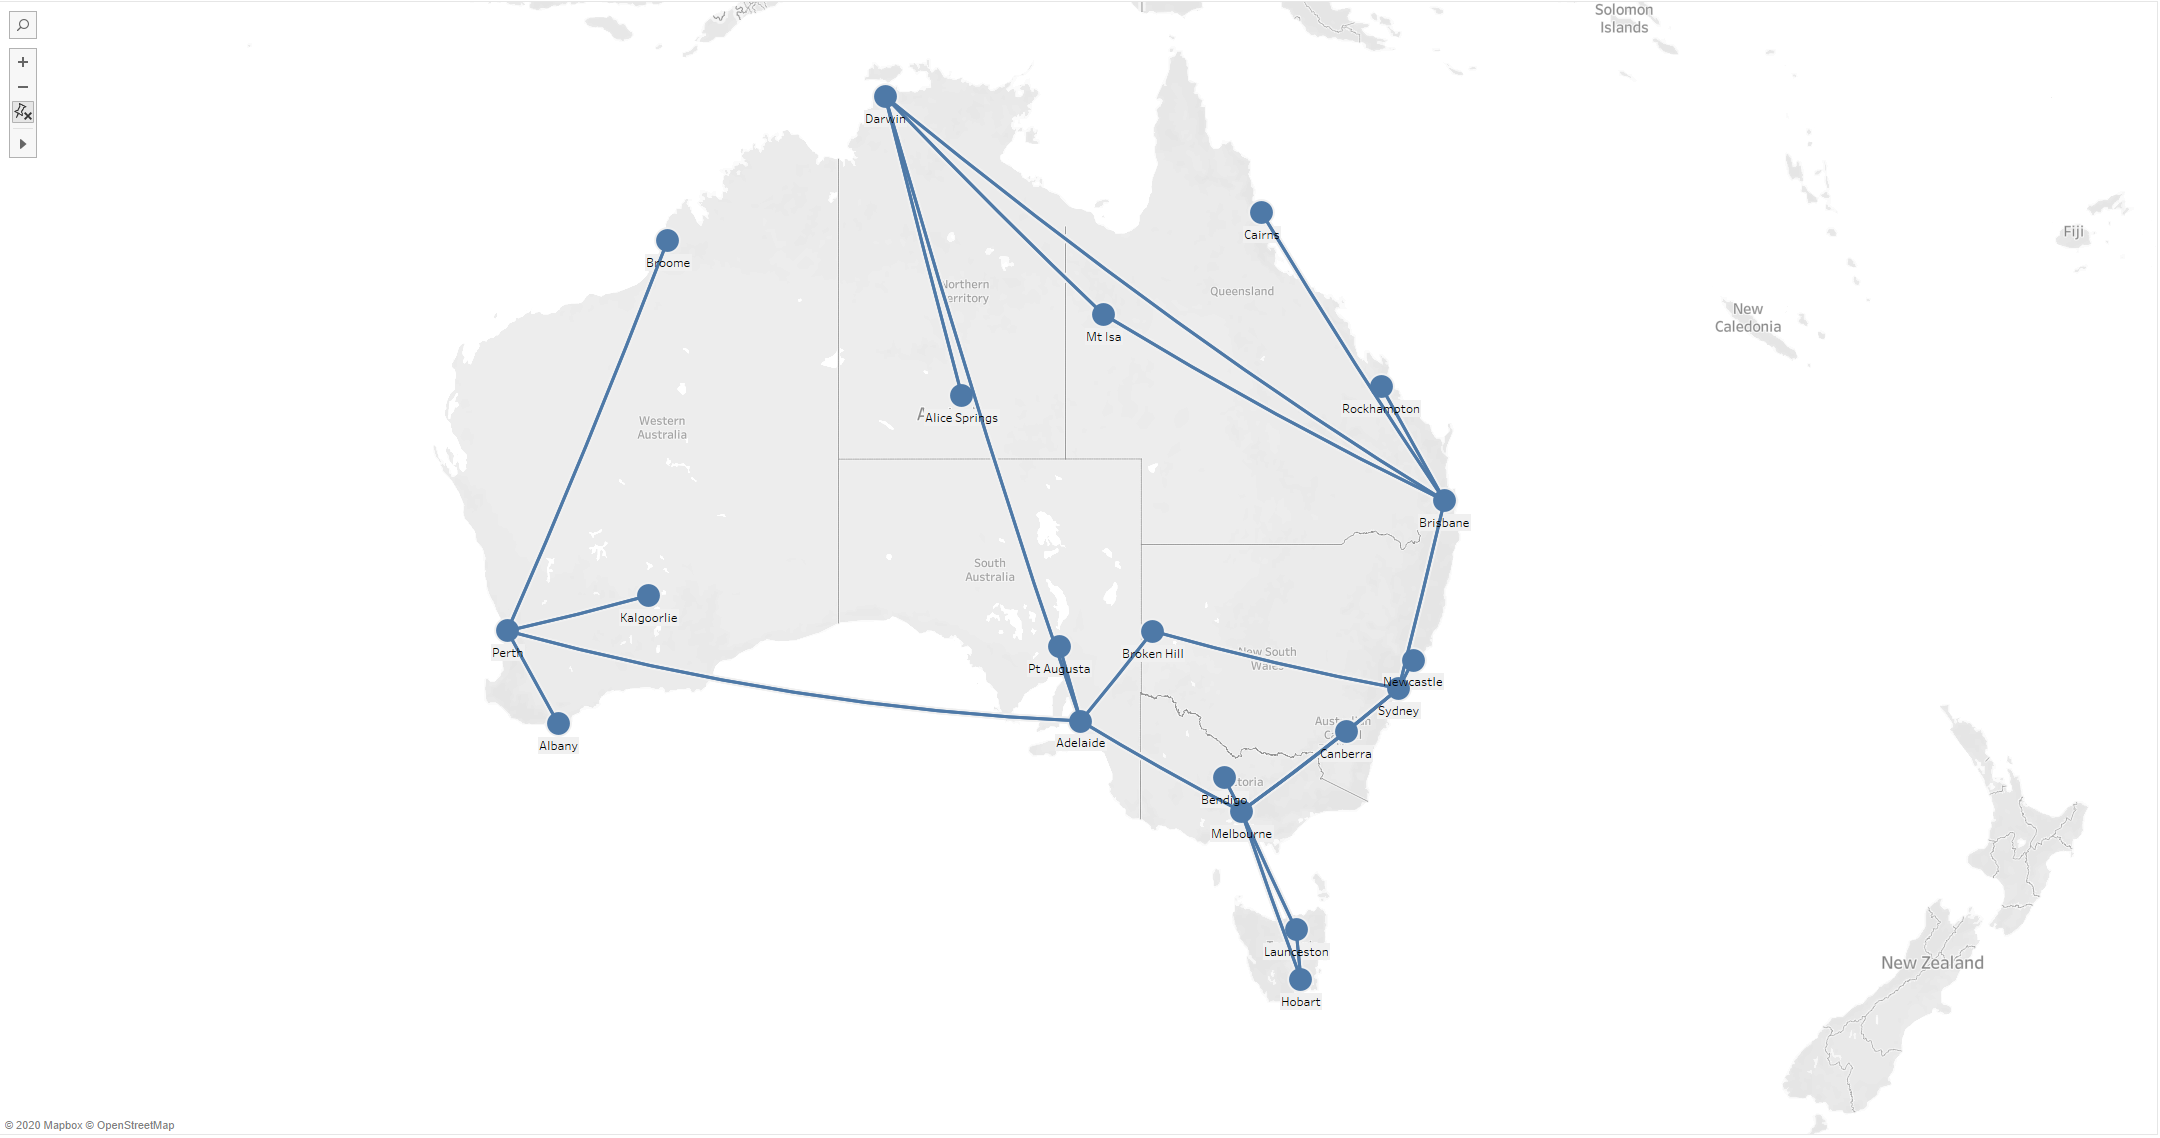 Solomon
Islands
Darwin
Cairns
Fiji
Broome
Northern
Territory
Queensland
New
Caledonia
Mt Isa
Rockhampton
Alice Springs
Western
Australia
Brisbane
South
Australia
Kalgoorlie
Perth
Broken Hill
New South
Wales
Pt Augusta
Newcastle
Sydney
Albany
Adelaide
Canberra
Bendigo
Melbourne
Launceston
New Zealand
Hobart
© 2020 Mapbox © OpenStreetMap